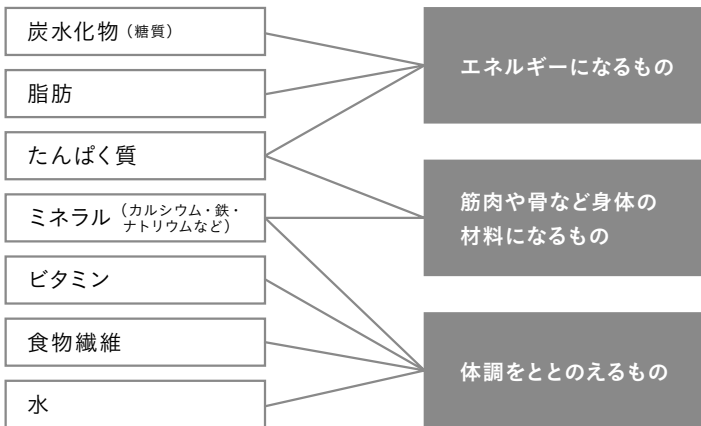 炭水化物（糖質）
脂肪
たんぱく質
ミネラル（カルシウム・鉄・
ナトリウムなど）
ビタミン
食物繊維
水
エネルギーになるもの
筋肉や骨など身体の
材料になるもの
体調をととのえるもの